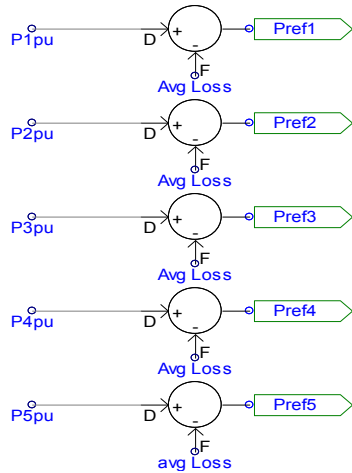 P1pu D + - F Pref1
Avg Loss
P2pu D + - F Pref2
Avg Loss
P3pu D + - F Pref3
Avg Loss
P4pu D + - F Pref4
Avg Loss
P5pu D + - F Pref5
avg Loss